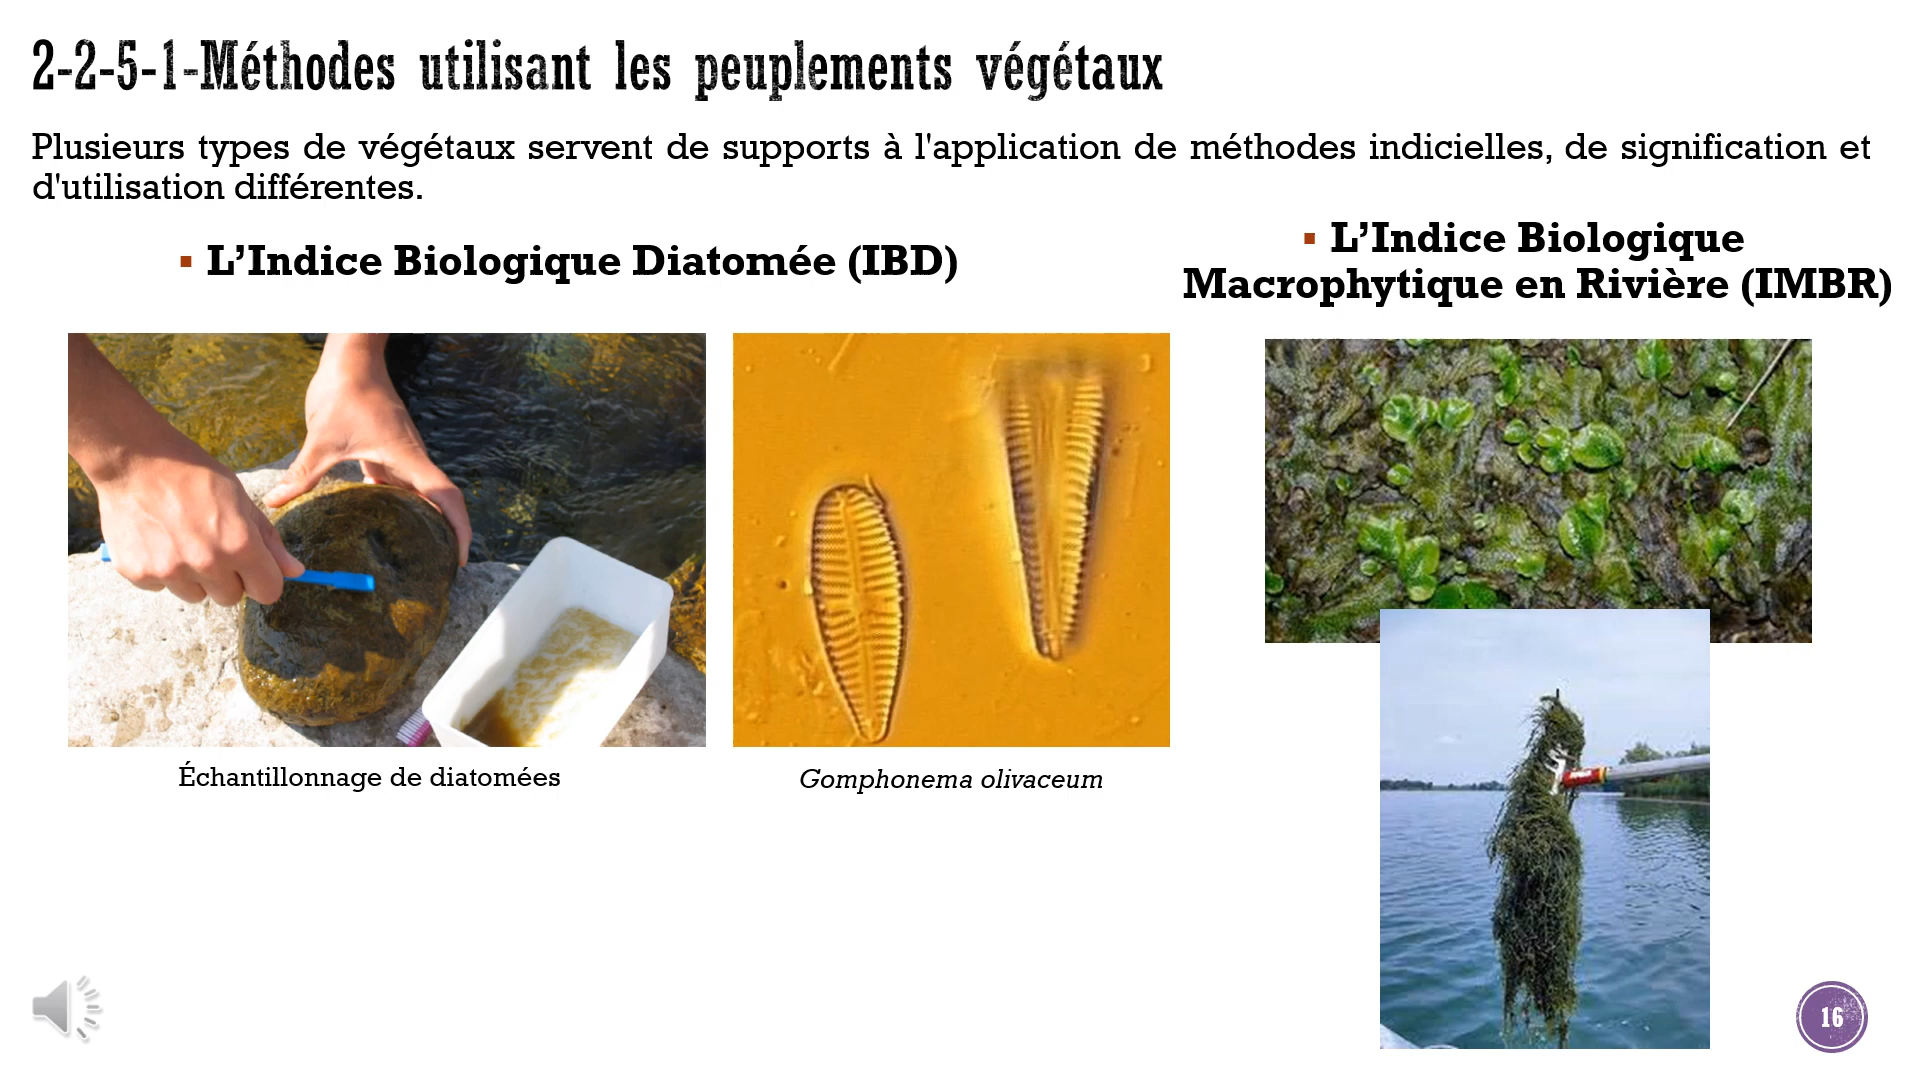 2-2-5-1-Méthodes utilisant les peuplements végétaux
Plusieurs types de végétaux servent de supports à l'application de méthodes indicielles, de signification et
d'utilisation différentes.
▪ L’Indice Biologique Diatomée (IBD)
▪ L’Indice Biologique
Macrophytique en Rivière (IMBR)
Échantillonnage de diatomées
Gomphonema olivaceum
16